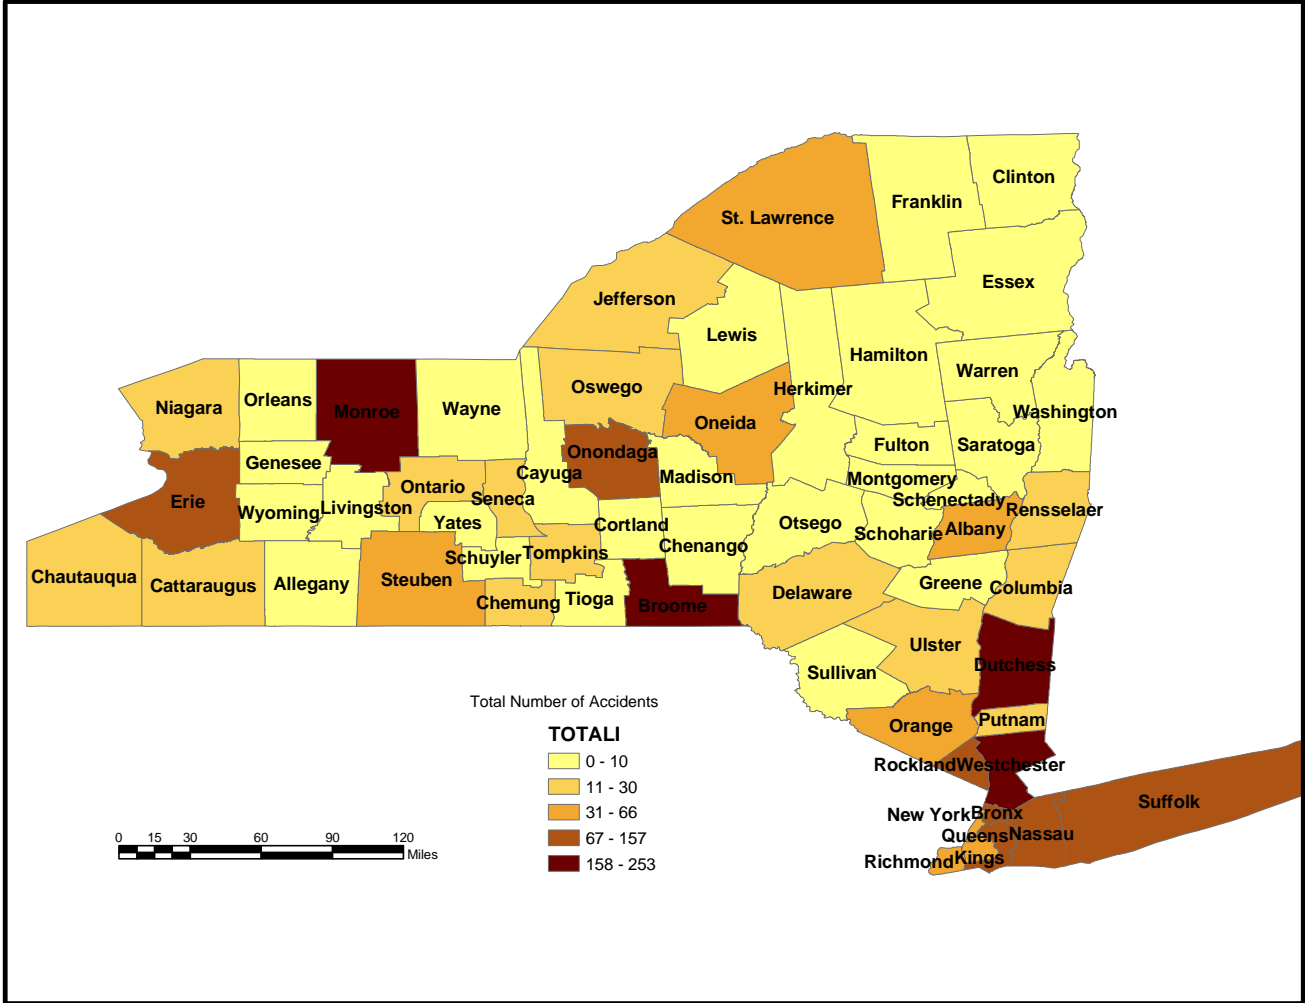 Clinton
Franklin
St. Lawrence
Essex
Jefferson
Lewis
Hamilton
Warren
Herkimer
Oswego
Orleans
Niagara
Monroe
Wayne
Washington
Oneida
Fulton
Saratoga
Onondaga
Genesee
Cayuga
Madison
Montgomery
Ontario
Seneca
Schenectady
Erie
Livingston
Wyoming
Rensselaer
Yates
Cortland
Otsego
Albany
Schoharie
Chenango
Tompkins
Schuyler
Chautauqua
Cattaraugus
Allegany
Steuben
Greene
Columbia
Delaware
Chemung
Tioga
Broome
Ulster
Dutchess
Sullivan
Total Number of Accidents
Orange
Putnam
TOTALI
0 - 10
Rockland
Westchester
11 - 30
Suffolk
31 - 66
New York
Bronx
67 - 157
Queens
Nassau
158 - 253
Richmond
Kings
0 15 30 60 90 120
Miles